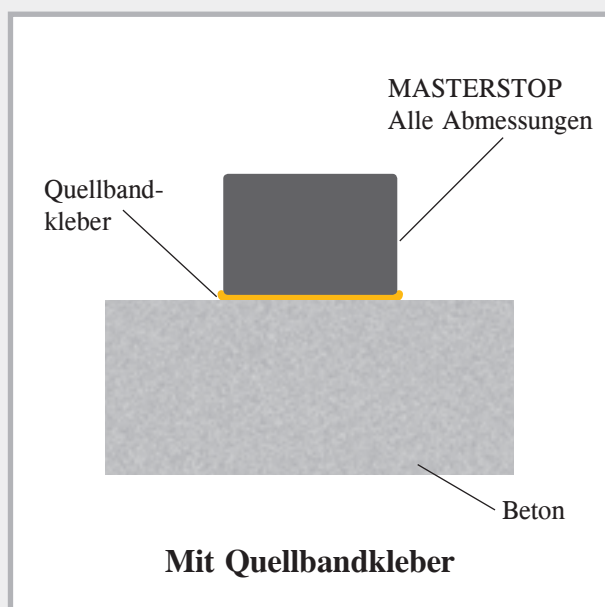 MASTERSTOP
Alle Abmessungen
Quellband-
kleber
Beton
Mit Quellbandkleber